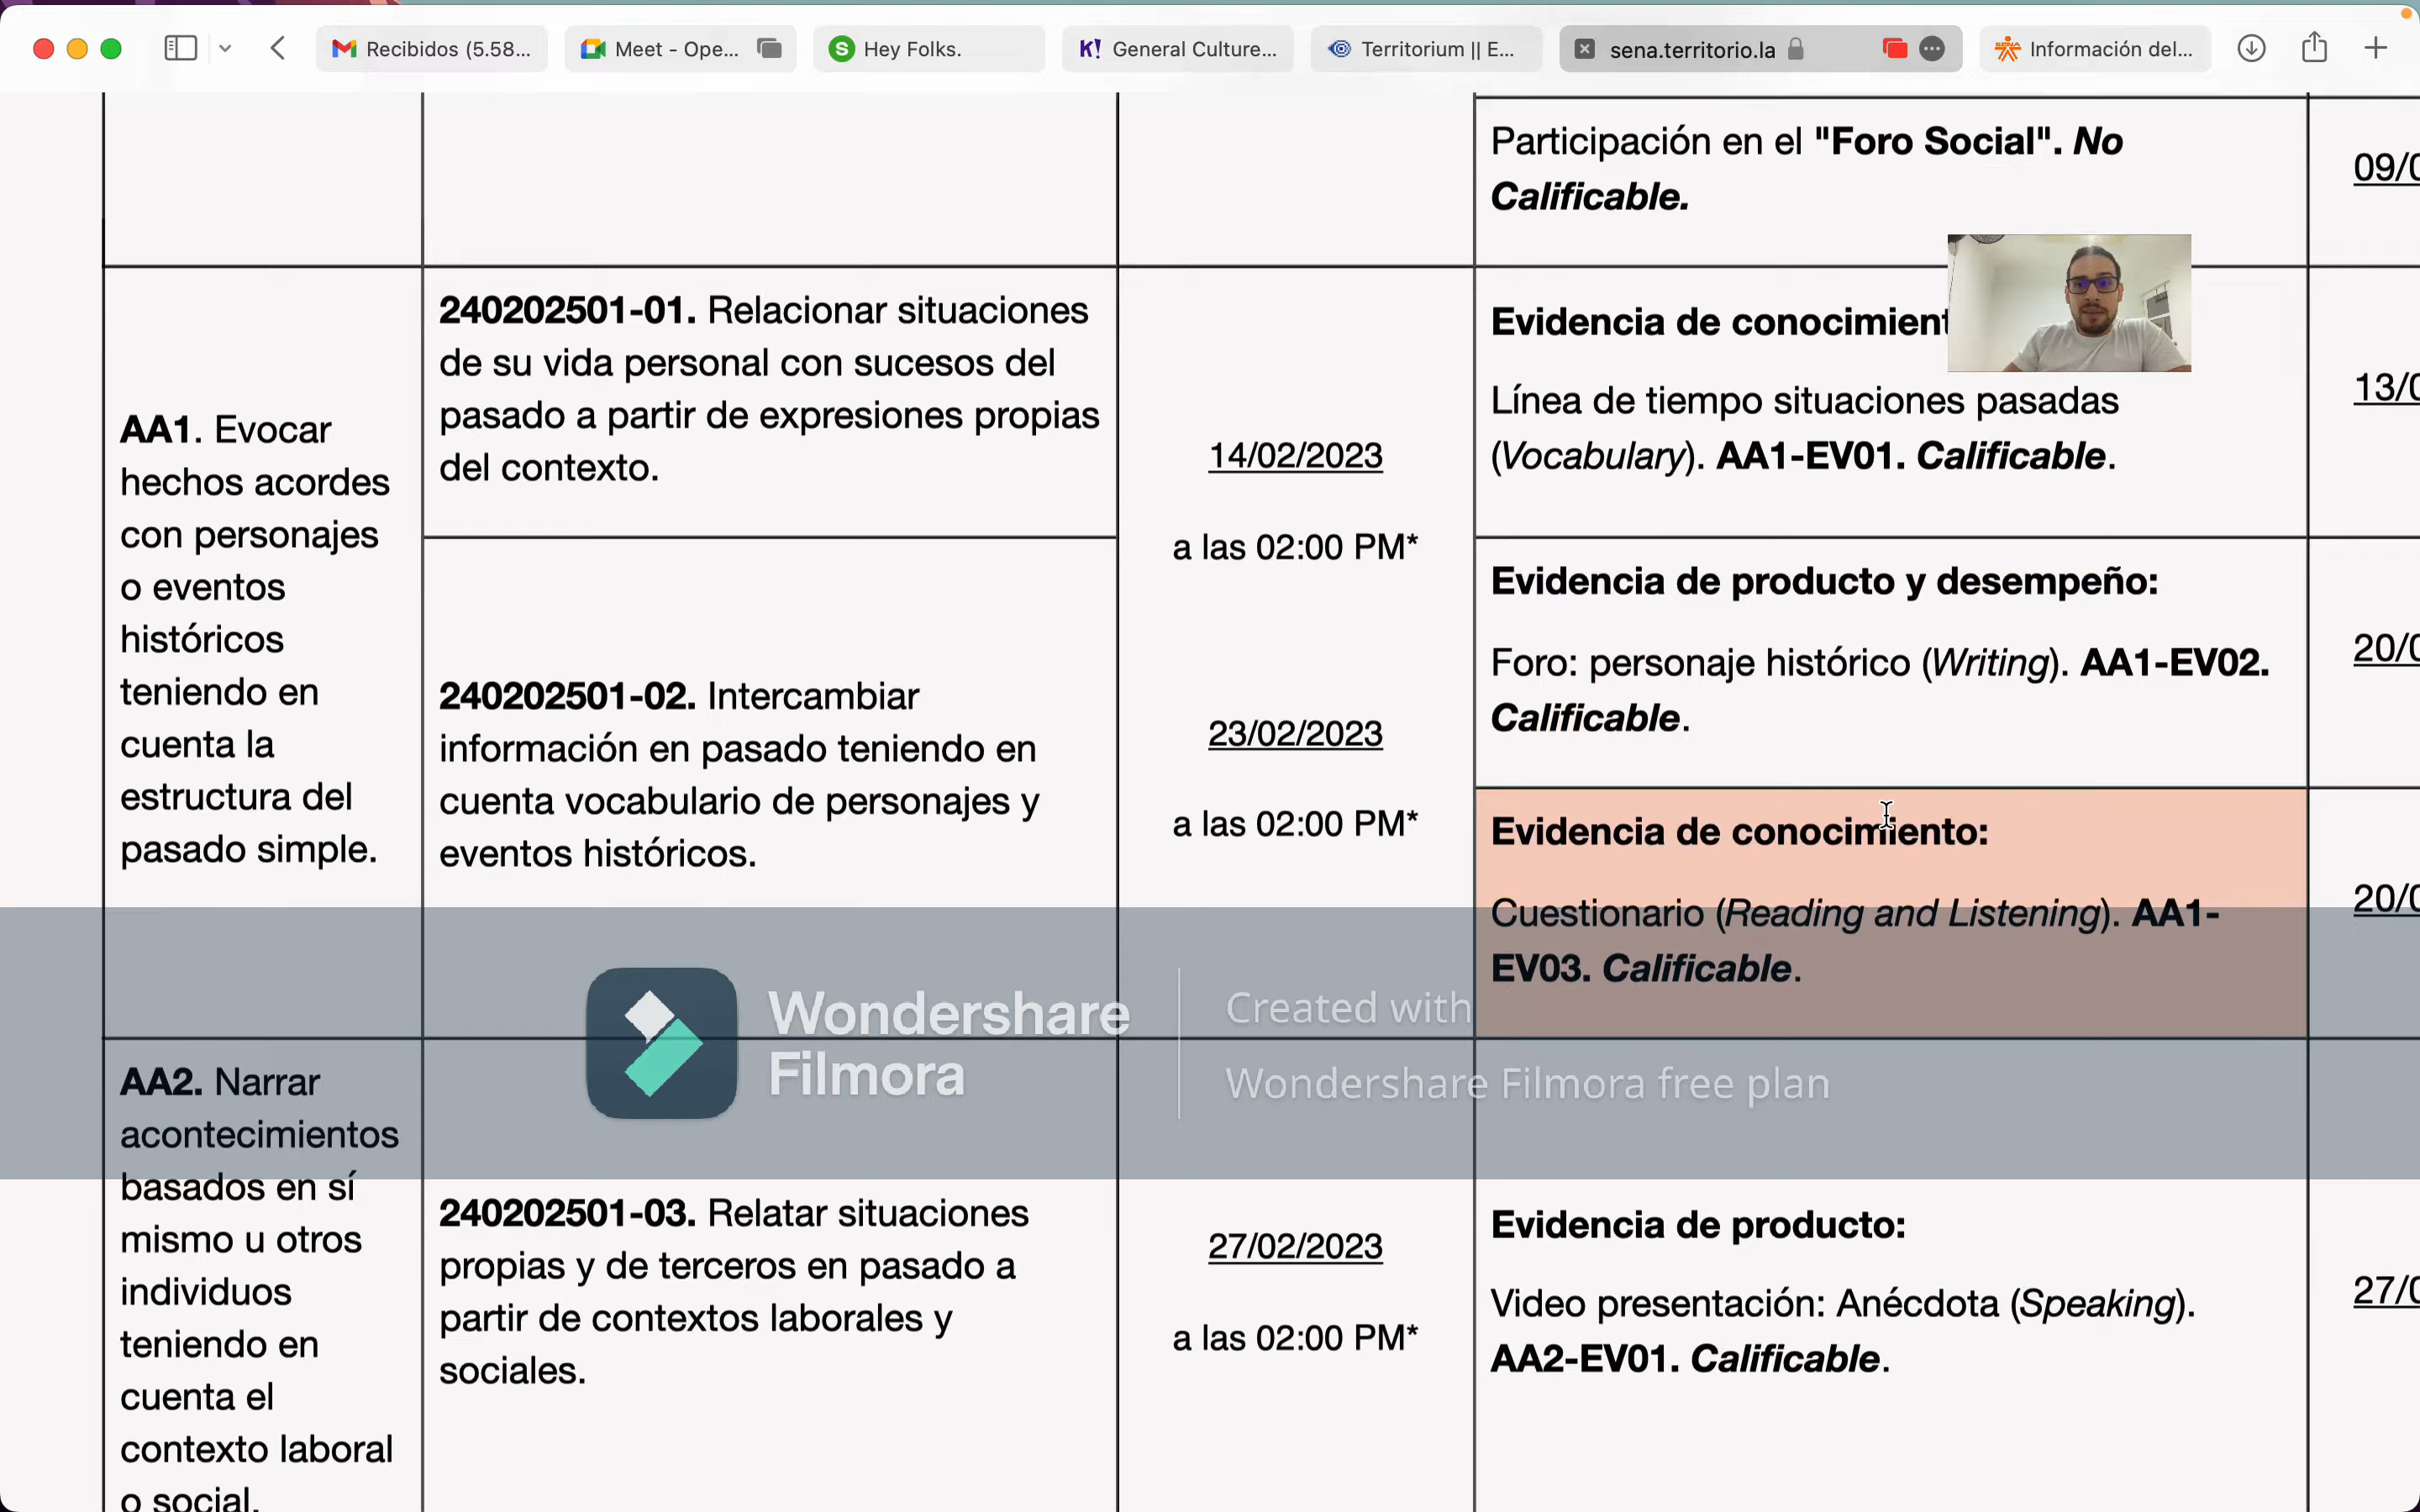 Recibidos (5.58...
Meet - Ope...
Hey Folks.
K! General Culture...
Territorium || E...
sena.territorio.la
Información del...
Participación en el "Foro Social". No
Calificable.
09/0
AA1. Evocar
hechos acordes
con personajes
o eventos
históricos
teniendo en
cuenta la
estructura del
pasado simple.
240202501-01. Relacionar situaciones
de su vida personal con sucesos del
pasado a partir de expresiones propias
del contexto.
240202501-02. Intercambiar
información en pasado teniendo en
cuenta vocabulario de personajes y
eventos históricos.
14/02/2023
a las 02:00 PM*
23/02/2023
a las 02:00 PM*
Evidencia de conocimient
Línea de tiempo situaciones pasadas
(Vocabulary). AA1-EV01. Calificable.
13/0
Evidencia de producto y desempeño:
Foro: personaje histórico (Writing). AA1-EV02.
Calificable.
20/0
Evidencia de conocimiento:
Cuestionario (Reading and Listening). AA1-
EV03. Calificable.
20/0
Wondershare
Filmora
Created with
Wondershare Filmora free plan
AA2. Narrar
acontecimientos
basados en sí
mismo u otros
individuos
teniendo en
cuenta el
contexto laboral
o social.
240202501-03. Relatar situaciones
propias y de terceros en pasado a
partir de contextos laborales y
sociales.
27/02/2023
a las 02:00 PM*
Evidencia de producto:
Video presentación: Anécdota (Speaking).
AA2-EV01. Calificable.
27/0